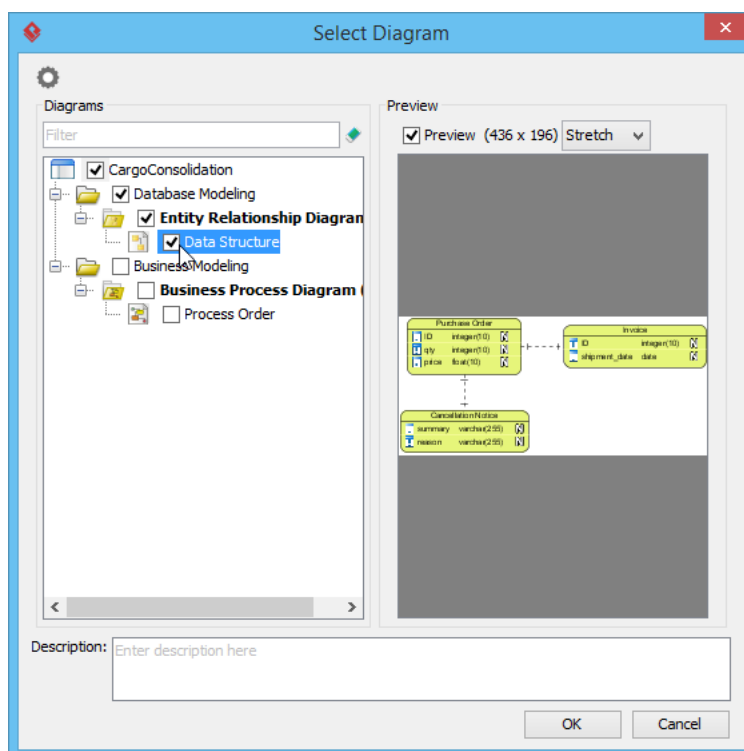 Select Diagram
Diagrams
Filter
CargoConsolidation
Database Modeling
Entity Relationship Diagran
Data Structure
Business Modeling
Business Process Diagram (
Process Order
Preview
Preview (436 x 196) Stretch
Purchase Order
ID integer(10) N
qty integer(10) N
price float(10) N
Invoice
ID integer(10) N
shipment_date date N
Cancellation Notice
summary varchar(255) N
reason varchar(255) N
Description: Enter description here
OK Cancel